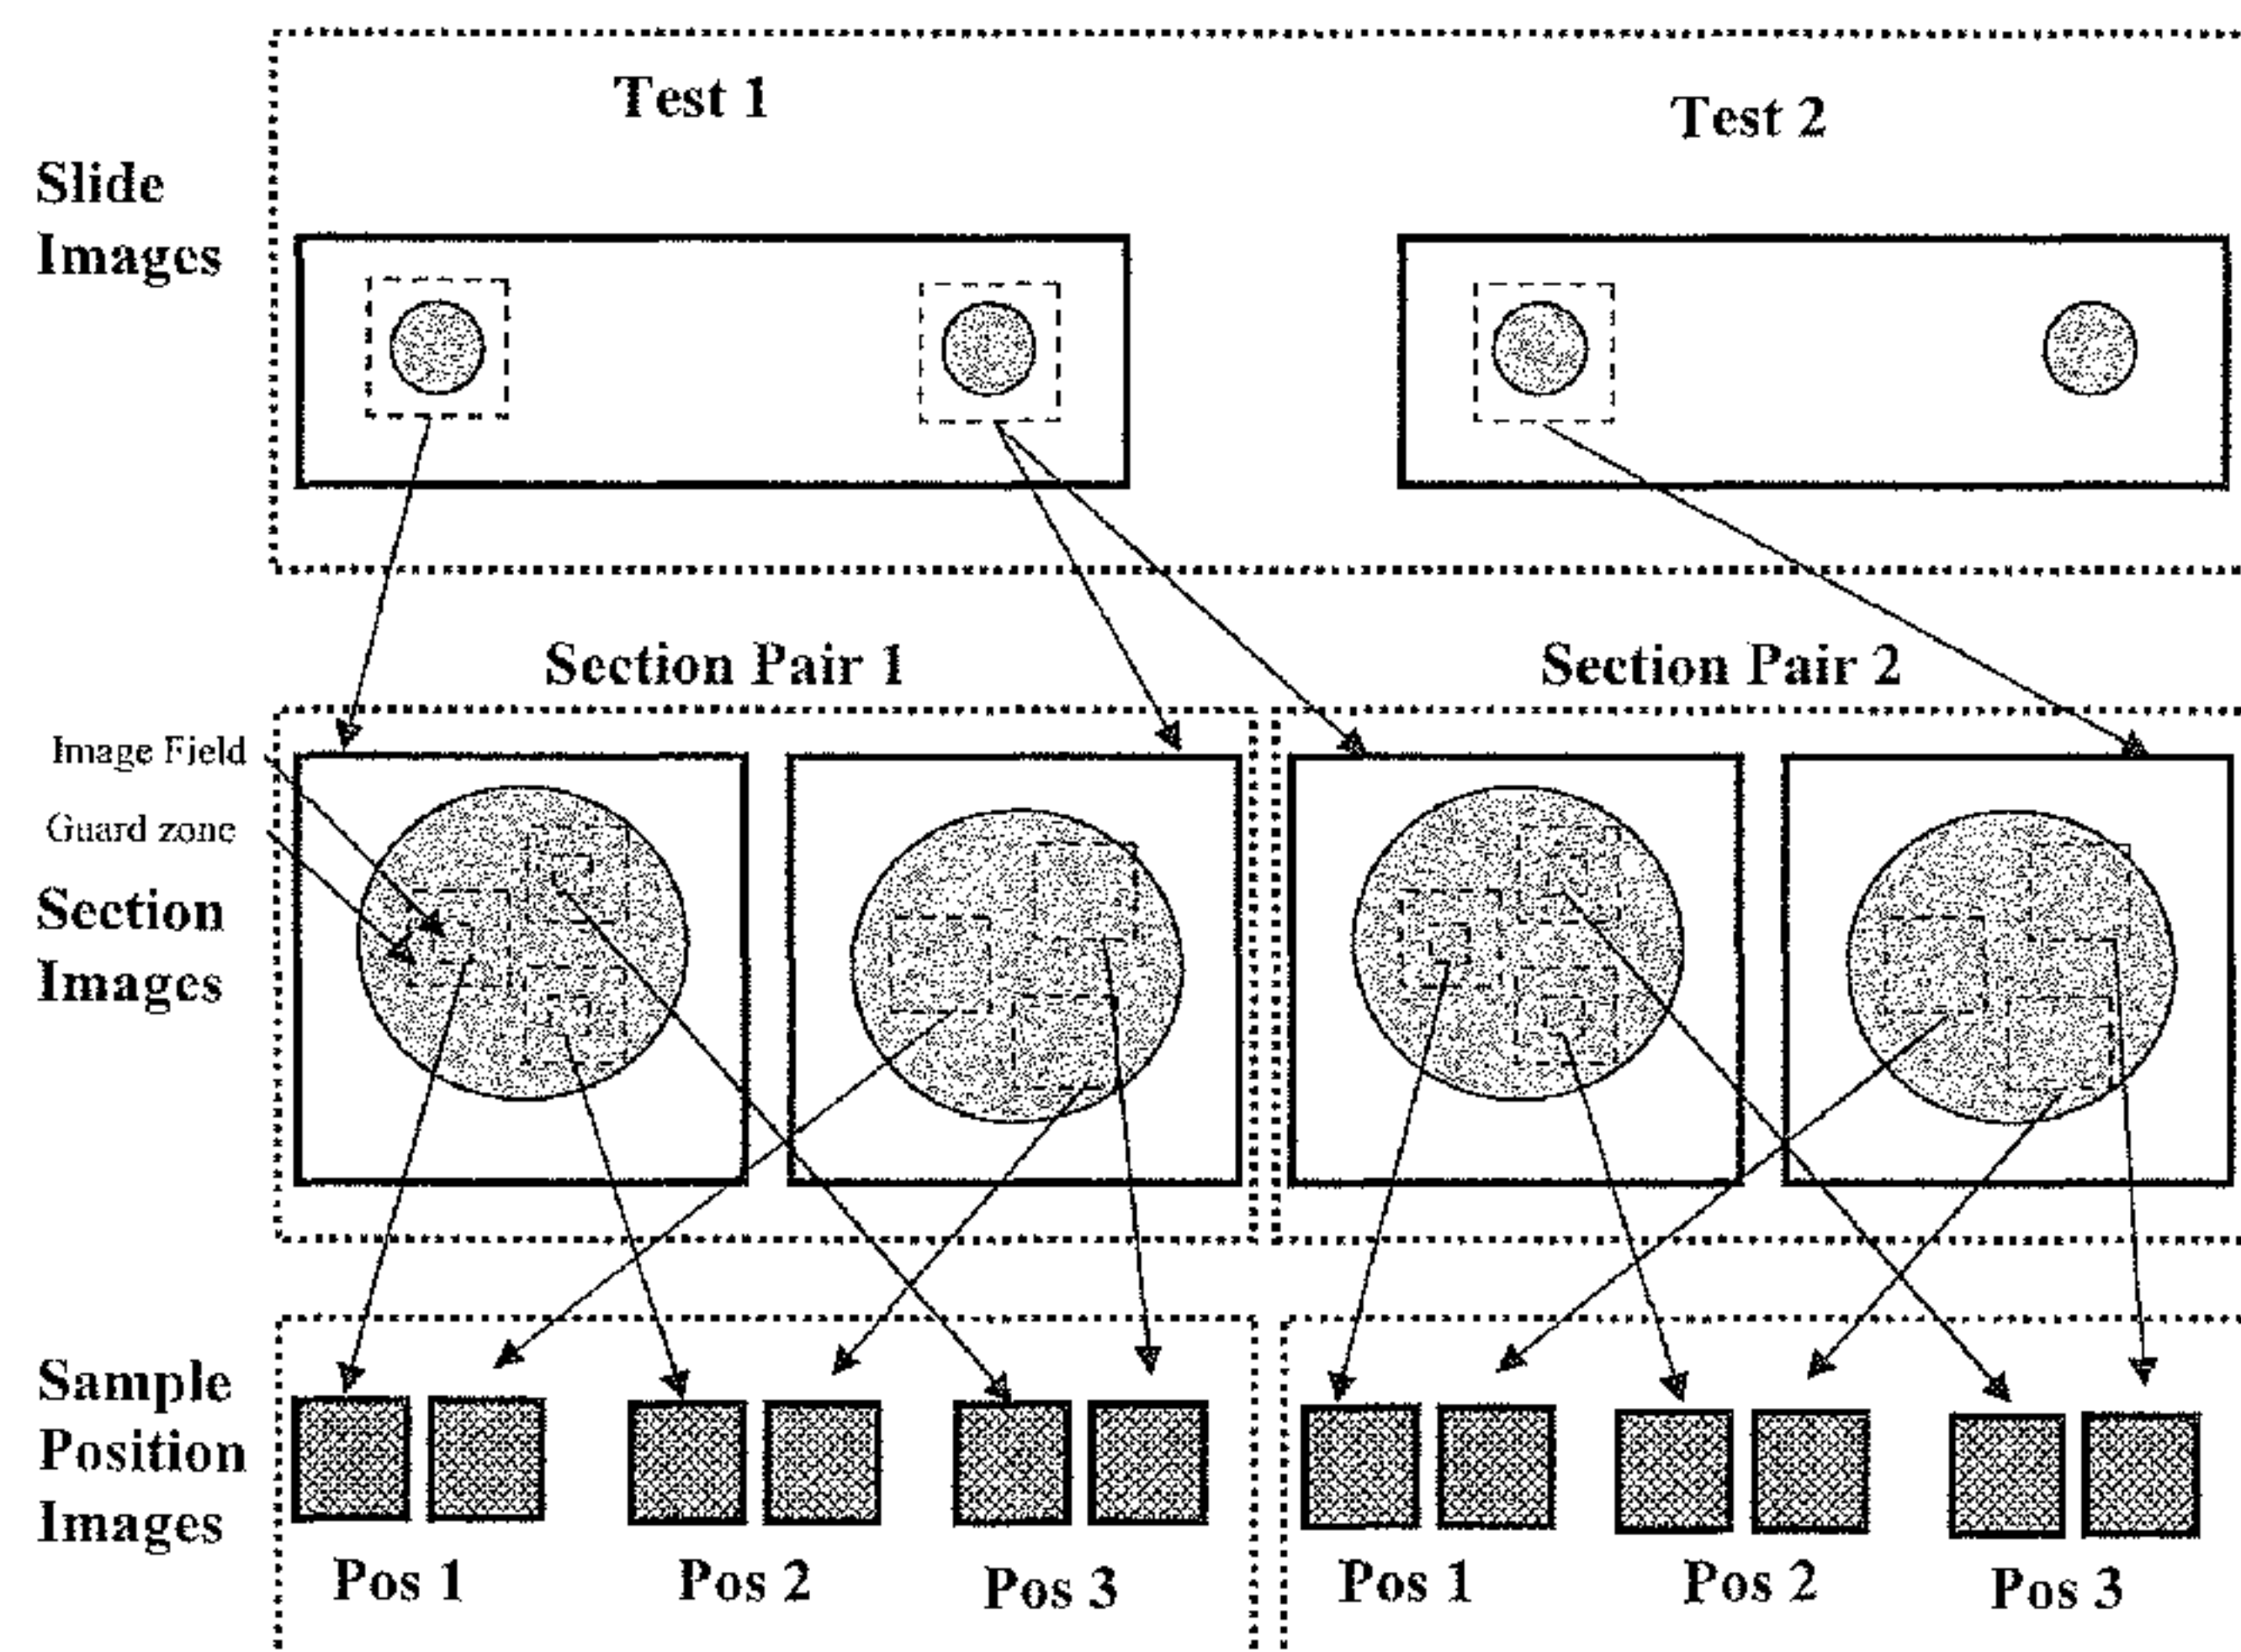 Test 1
Test 2
Slide
Images
Section Pair 1
Section Pair 2
Image Field
Guard zone
Section
Images
Sample
Position
Images
Pos 1
Pos 2
Pos 3
Pos 1
Pos 2
Pos 3